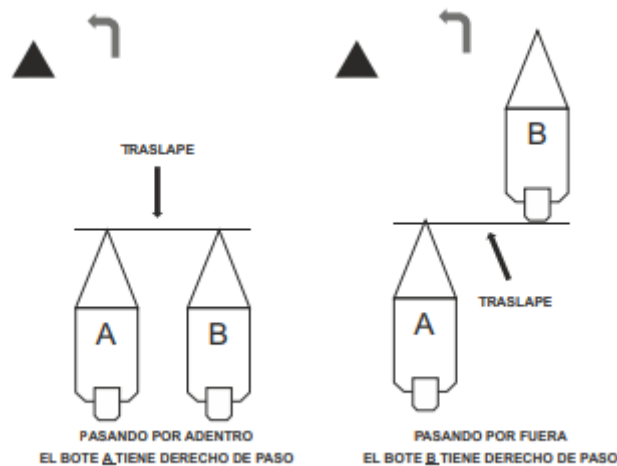 TRASLAPE
A
B
PASANDO POR ADENTRO
EL BOTE A TIENE DERECHO DE PASO
B
TRASLAPE
A
PASANDO POR FUERA
EL BOTE B TIENE DERECHO DE PASO